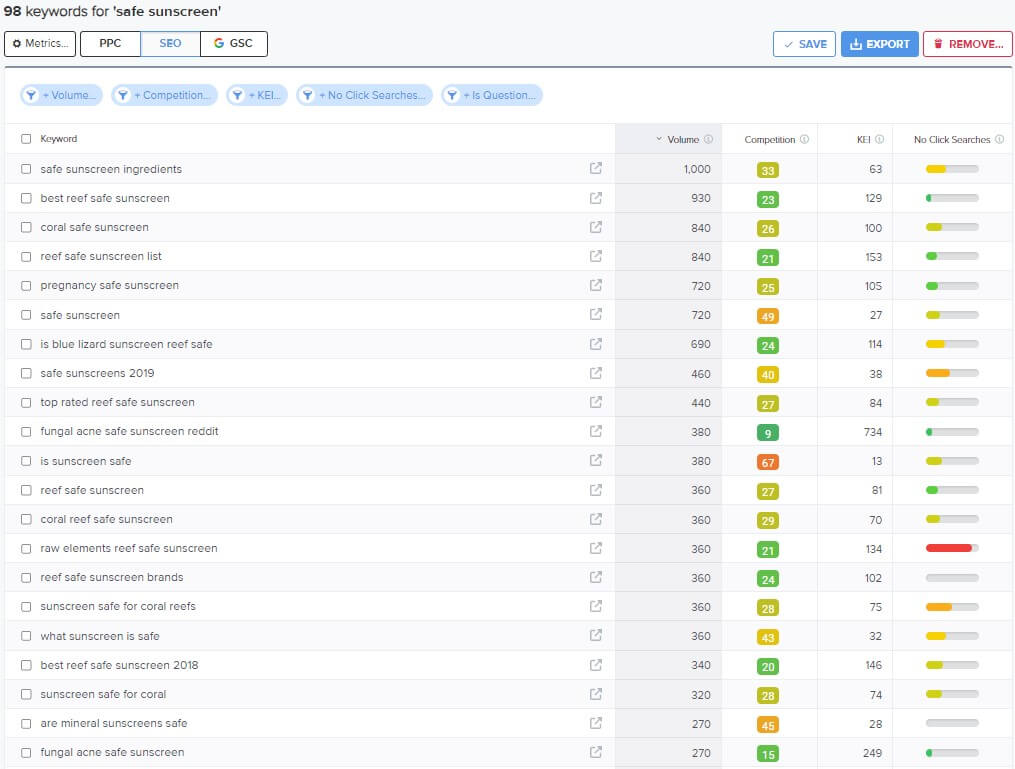 98 keywords for 'safe sunscreen'
Metrics... PPC SEO GSC SAVE EXPORT REMOVE...
+ Volume... + Competition... + KEI... + No Click Searches... + Is Question...
Keyword Volume Competition KEI No Click Searches
safe sunscreen ingredients 1,000 33 63
best reef safe sunscreen 930 23 129
coral safe sunscreen 840 26 100
reef safe sunscreen list 840 21 153
pregnancy safe sunscreen 720 25 105
safe sunscreen 720 49 27
is blue lizard sunscreen reef safe 690 24 114
safe sunscreens 2019 460 40 38
top rated reef safe sunscreen 440 27 84
fungal acne safe sunscreen reddit 380 9 734
is sunscreen safe 380 67 13
reef safe sunscreen 360 27 81
coral reef safe sunscreen 360 29 70
raw elements reef safe sunscreen 360 21 134
reef safe sunscreen brands 360 24 102
sunscreen safe for coral reefs 360 28 75
what sunscreen is safe 360 43 32
best reef safe sunscreen 2018 340 20 146
sunscreen safe for coral 320 28 74
are mineral sunscreens safe 270 45 28
fungal acne safe sunscreen 270 15 249